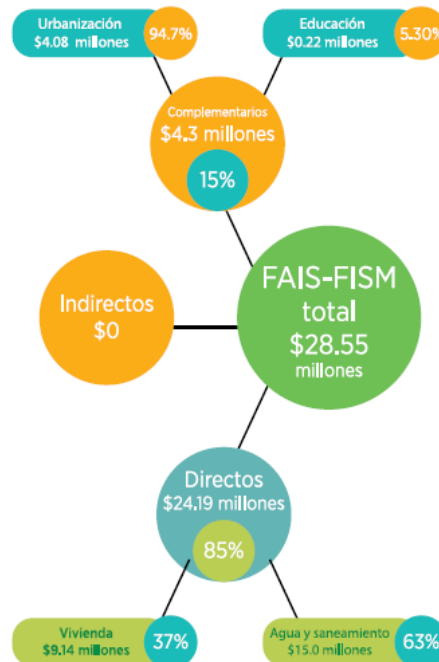 Urbanización
$4.08 millones
94.7%
Educación
$0.22 millones
5.30%
Complementarios
$4.3 millones
15%
Indirectos
$0
FAIS-FISM
total
$28.55
millones
Directos
$24.19 millones
85%
Vivienda
$9.14 millones
37%
Agua y saneamiento
$15.0 millones
63%